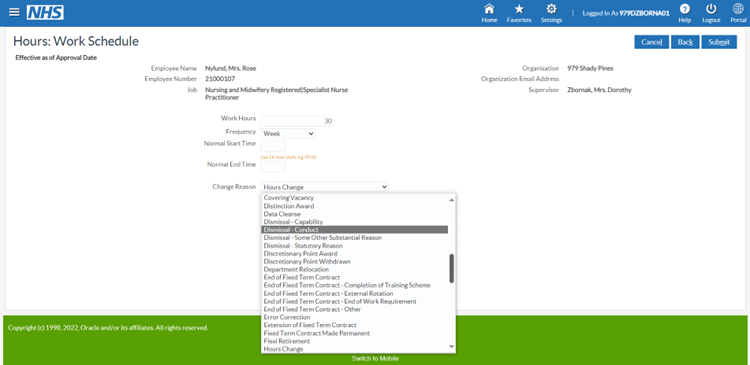 NHS
Home
Favorites
Settings
Logged In As 979DZBORNA01
Help
Logout
Portal
Hours: Work Schedule
Cancel
Back
Submit
Effective as of Approval Date
Employee Name Nylund, Mrs. Rose
Organisation 979 Shady Pines
Employee Number 21000107
Organization Email Address
Job Nursing and Midwifery Registered|Specialist Nurse
Practitioner
Supervisor Zbornak, Mrs. Dorothy
Work Hours 30
Frequency Week
Normal Start Time
Use 24 hour clock, e.g. 09:00
Normal End Time
Change Reason Hours Change
Covering Vacancy
Distinction Award
Data Cleanse
Dismissal - Capability
Dismissal - Conduct
Dismissal - Some Other Substantial Reason
Dismissal - Statutory Reason
Discretionary Point Award
Discretionary Point Withdrawn
Department Relocation
End of Fixed Term Contract
End of Fixed Term Contract - Completion of Training Scheme
End of Fixed Term Contract - External Rotation
End of Fixed Term Contract - End of Work Requirement
End of Fixed Term Contract - Other
Error Correction
Extension of Fixed Term Contract
Fixed Term Contract Made Permanent
Flexi Retirement
Hours Change
Copyright (c) 1998, 2022, Oracle and/or its affiliates. All rights reserved.
Switch to Mobile